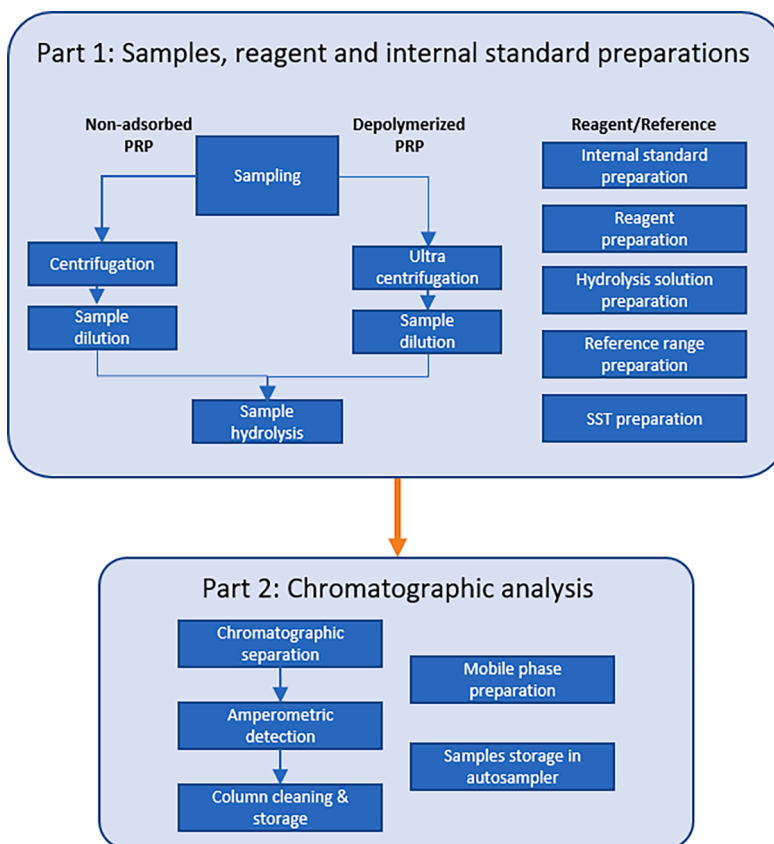 Part 1: Samples, reagent and internal standard preparations
Non-adsorbed
PRP
Depolymerized
PRP
Reagent/Reference
Sampling
Centrifugation
Sample
dilution
Ultra
centrifugation
Sample
dilution
Sample
hydrolysis
Internal standard
preparation
Reagent
preparation
Hydrolysis solution
preparation
Reference range
preparation
SST preparation
Part 2: Chromatographic analysis
Chromatographic
separation
Amperometric
detection
Column cleaning &
storage
Mobile phase
preparation
Samples storage in
autosampler